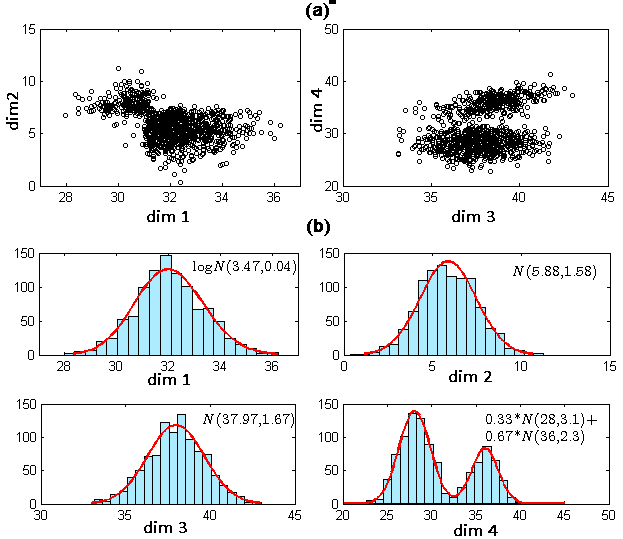 (a)
15
10
5
0
dim2
28 30 32 34 36
dim 1
50
40
30
20
dim 4
30 35 40 45
dim 3
(b)
150
100
50
0
logN(3.47,0.04)
28 30 32 34 36
dim 1
150
100
50
0
N(5.88,1.58)
0 5 10 15
dim 2
150
100
50
0
N(37.97,1.67)
30 35 40 45
dim 3
150
100
50
0
0.33*N(28,3.1)+
0.67*N(36,2.3)
20 25 30 35 40 45 50
dim 4